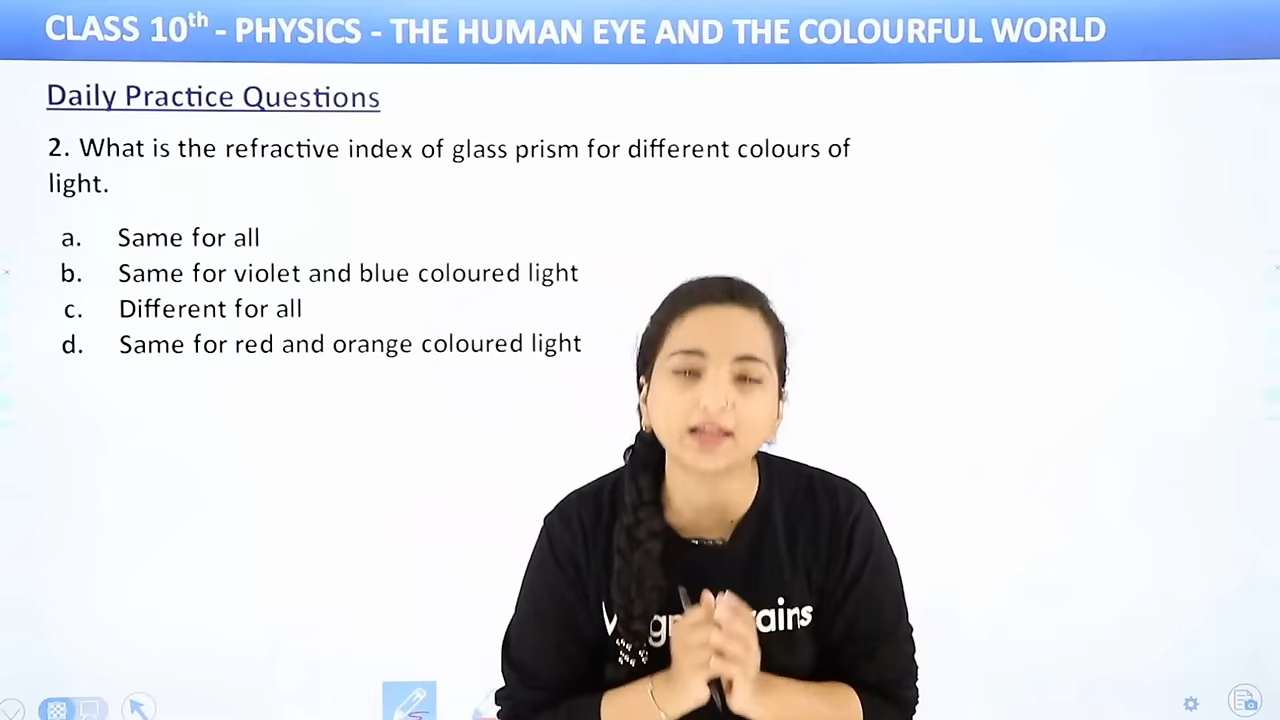 CLASS 10th - PHYSICS - THE HUMAN EYE AND THE COLOURFUL WORLD
Daily Practice Questions
2. What is the refractive index of glass prism for different colours of
light.
a. Same for all
b. Same for violet and blue coloured light
c. Different for all
d. Same for red and orange coloured light